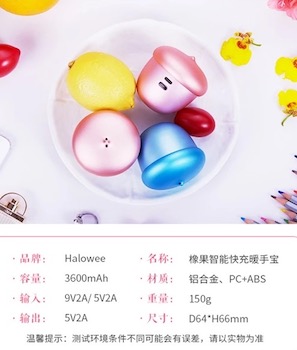 · 品牌： Halowee · 名称： 橡果智能快充暖手宝
· 容量： 3600mAh · 材质： 铝合金、PC+ABS
· 输入： 9V2A/ 5V2A · 重量： 150g
· 输出： 5V2A · 尺寸： D64*H66mm
温馨提示：测试环境条件不同可能会有误差，请以实物为准